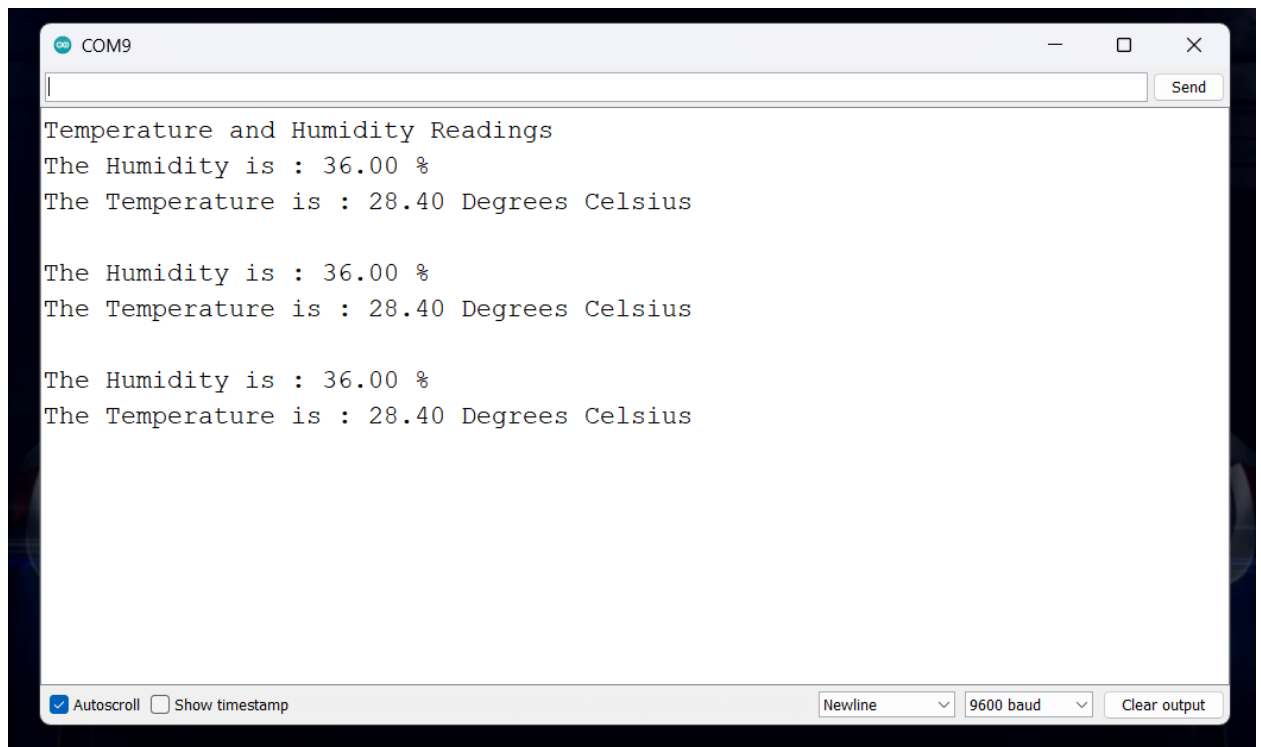 COM9
Send
Temperature and Humidity Readings
The Humidity is : 36.00 %
The Temperature is : 28.40 Degrees Celsius
The Humidity is : 36.00 %
The Temperature is : 28.40 Degrees Celsius
The Humidity is : 36.00 %
The Temperature is : 28.40 Degrees Celsius
Autoscroll Show timestamp Newline 9600 baud Clear output